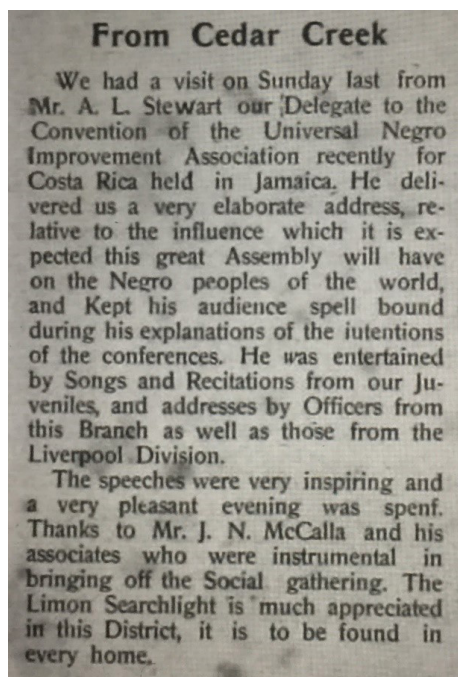 From Cedar Creek
We had a visit on Sunday last from
Mr. A. L. Stewart our Delegate to the
Convention of the Universal Negro
Improvement Association recently for
Costa Rica held in Jamaica. He deli-
vered us a very elaborate address, re-
lative to the influence which it is ex-
pected this great Assembly will have
on the Negro peoples of the world,
and Kept his audience spell bound
during his explanations of the iutentions
of the conferences. He was entertained
by Songs and Recitations from our Ju-
veniles, and addresses by Officers from
this Branch as well as those from the
Liverpool Division.
The speeches were very inspiring and
a very pleasant evening was spenf.
Thanks to Mr. J. N. McCalla and his
associates who were instrumental in
bringing off the Social gathering. The
Limon Searchlight is much appreciated
in this District, it is to be found in
every home.